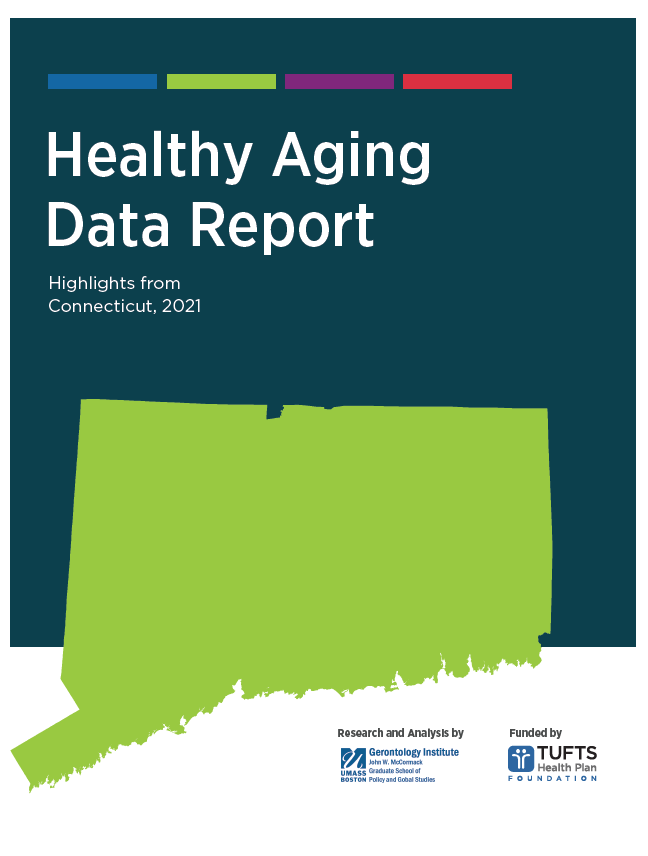 Healthy Aging
Data Report
Highlights from
Connecticut, 2021
Research and Analysis by
UMASS
BOSTON
Gerontology Institute
John W. McCormack
Graduate School of
Policy and Gobal Studies
Funded by
TUFTS
Health Plan
FOUNDATION